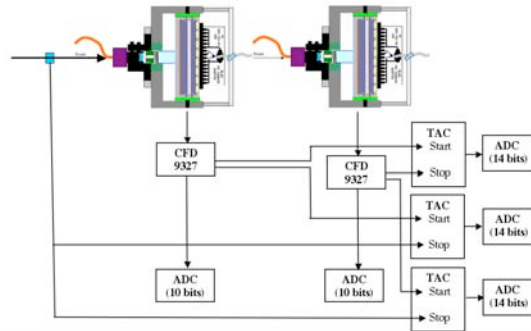 CFD
9327
CFD
9327
ADC
(10 bits)
ADC
(10 bits)
TAC
Start
Stop
ADC
(14 bits)
TAC
Start
Stop
ADC
(14 bits)
TAC
Start
Stop
ADC
(14 bits)